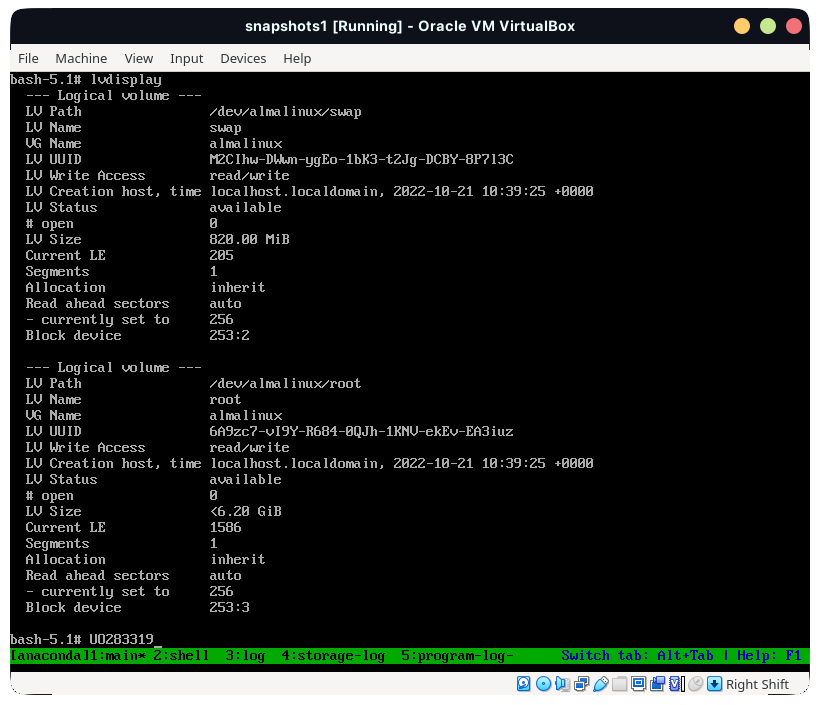 snapshots1 [Running] - Oracle VM VirtualBox
File Machine View Input Devices Help
bash-5.1# lvdisplay
--- Logical volume ---
LV Path /dev/almalinux/swap
LV Name swap
VG Name almalinux
LV UUID MZCIhw-DWwn-ygEo-1bK3-t2Jg-DCBY-8P7l3C
LV Write Access read/write
LV Creation host, time localhost.localdomain, 2022-10-21 10:39:25 +0000
LV Status available
# open 0
LV Size 820.00 MiB
Current LE 205
Segments 1
Allocation inherit
Read ahead sectors auto
- currently set to 256
Block device 253:2
--- Logical volume ---
LV Path /dev/almalinux/root
LV Name root
VG Name almalinux
LV UUID 6A9zc7-vI9Y-R684-0QJh-1KNV-ekEv-EA3iuz
LV Write Access read/write
LV Creation host, time localhost.localdomain, 2022-10-21 10:39:25 +0000
LV Status available
# open 0
LV Size <6.20 GiB
Current LE 1586
Segments 1
Allocation inherit
Read ahead sectors auto
- currently set to 256
Block device 253:3
bash-5.1# UO283319_
[anaconda]1:main* 2:shell 3:log 4:storage-log 5:program-log- Switch tab: Alt+Tab | Help: F1
Right Shift